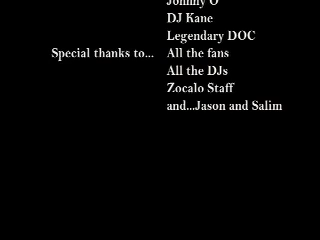 Johnny O
DJ Kane
Legendary DOC
Special thanks to... All the fans
All the DJs
Zocalo Staff
and...Jason and Salim